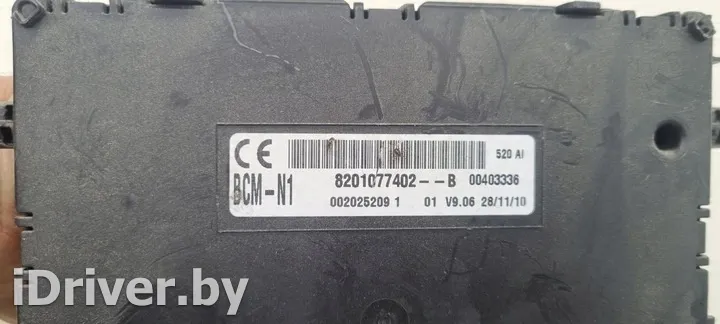 CE 520 AI
BCM-N1 8201077402--B 00403336
002025209 1 01 V9.06 28/11/10
iDriver.by